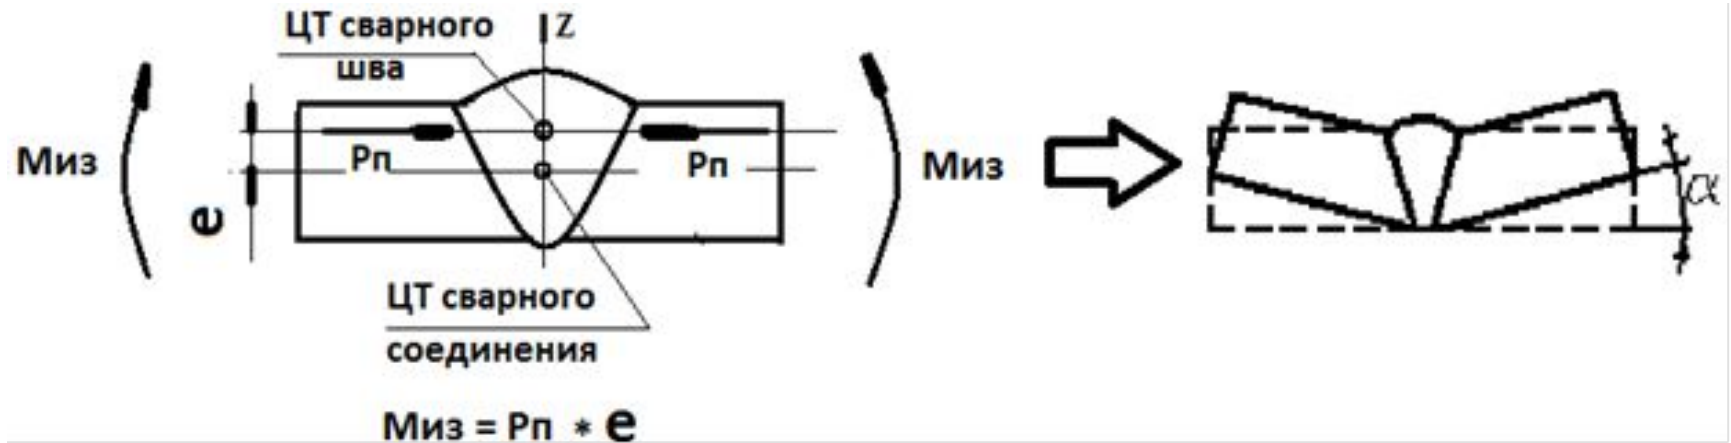 ЦТ сварного
шва
Z
Миз
Рп
Рп
Миз
α
е
ЦТ сварного
соединения
Миз = Рп * е